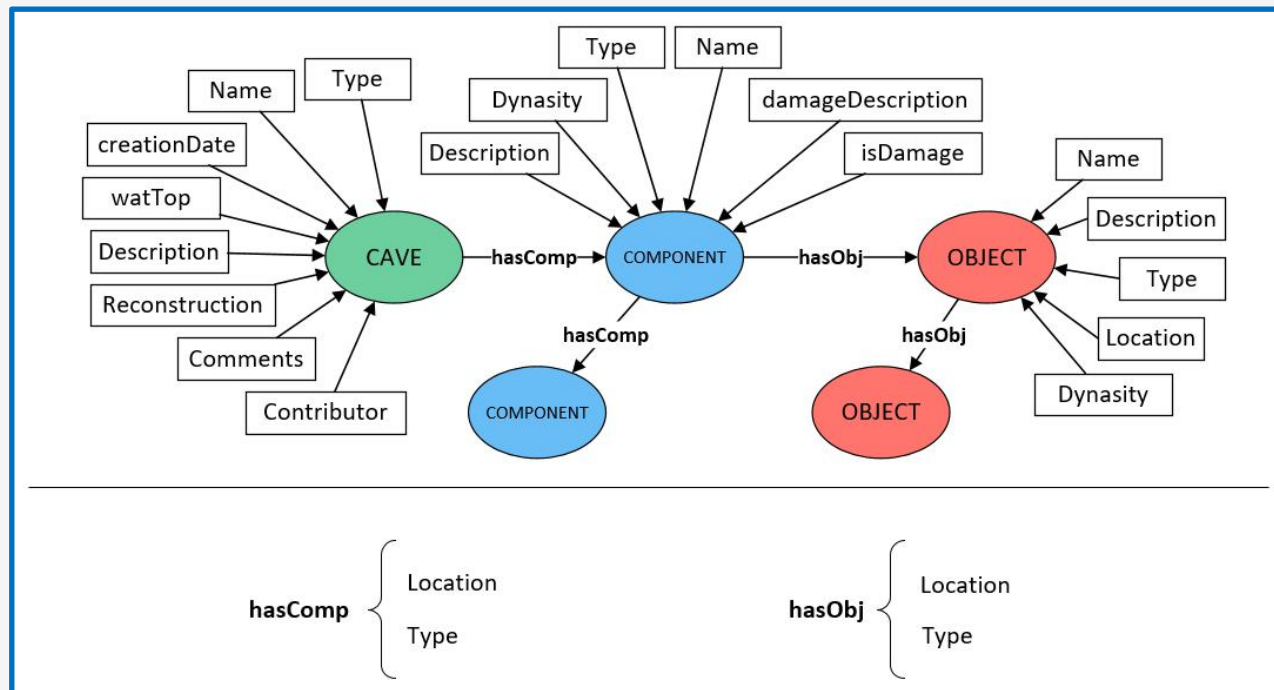 Type
Name
Type
Name
Dynasity
damageDescription
creationDate
Description
isDamage
Name
watTop
Description
Description
CAVE
hasComp
COMPONENT
hasObj
OBJECT
Type
Reconstruction
hasComp
hasObj
Location
Comments
Dynasity
Contributor
COMPONENT
OBJECT
Location
Location
hasComp
hasObj
Type
Type